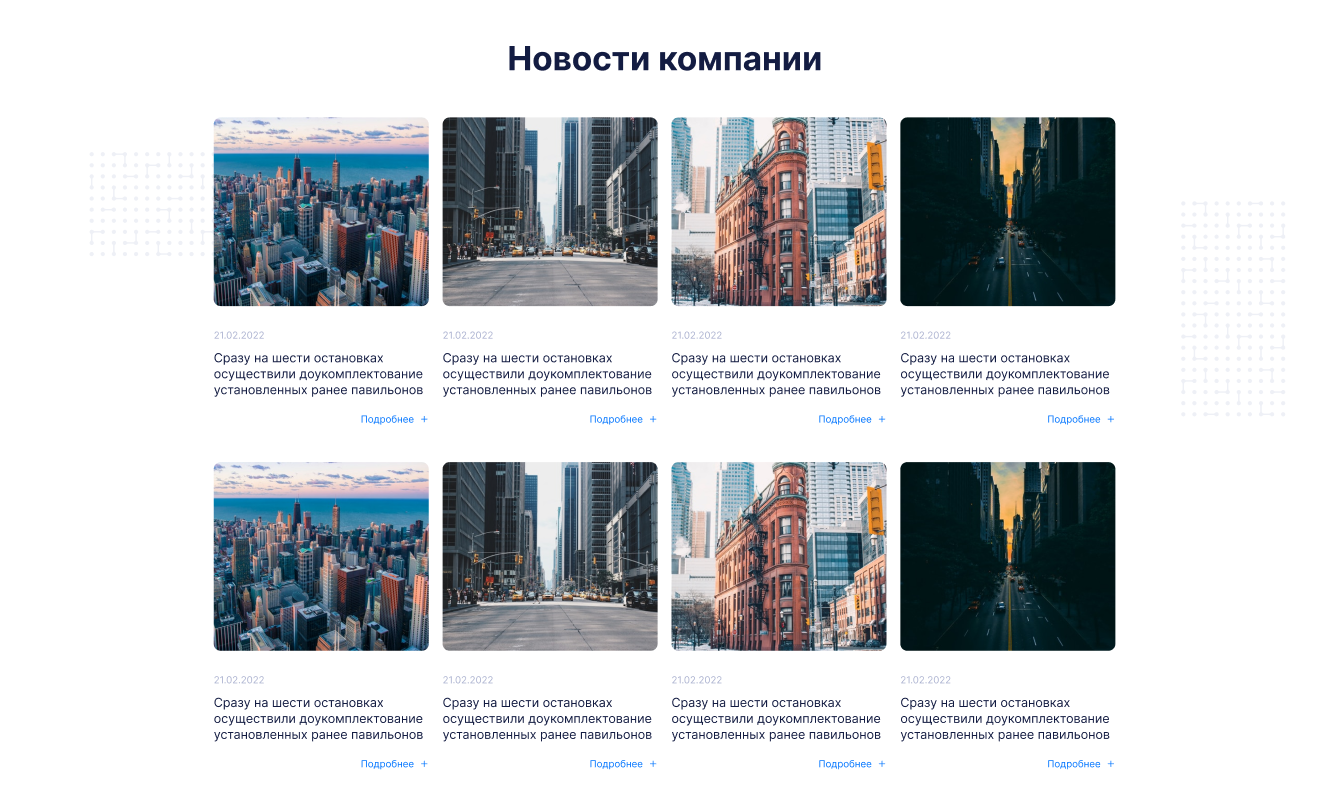 Новости компании
21.02.2022
Сразу на шести остановках
осуществили доукомплектование
установленных ранее павильонов
Подробнее +
21.02.2022
Сразу на шести остановках
осуществили доукомплектование
установленных ранее павильонов
Подробнее +
21.02.2022
Сразу на шести остановках
осуществили доукомплектование
установленных ранее павильонов
Подробнее +
21.02.2022
Сразу на шести остановках
осуществили доукомплектование
установленных ранее павильонов
Подробнее +
21.02.2022
Сразу на шести остановках
осуществили доукомплектование
установленных ранее павильонов
Подробнее +
21.02.2022
Сразу на шести остановках
осуществили доукомплектование
установленных ранее павильонов
Подробнее +
21.02.2022
Сразу на шести остановках
осуществили доукомплектование
установленных ранее павильонов
Подробнее +
21.02.2022
Сразу на шести остановках
осуществили доукомплектование
установленных ранее павильонов
Подробнее +